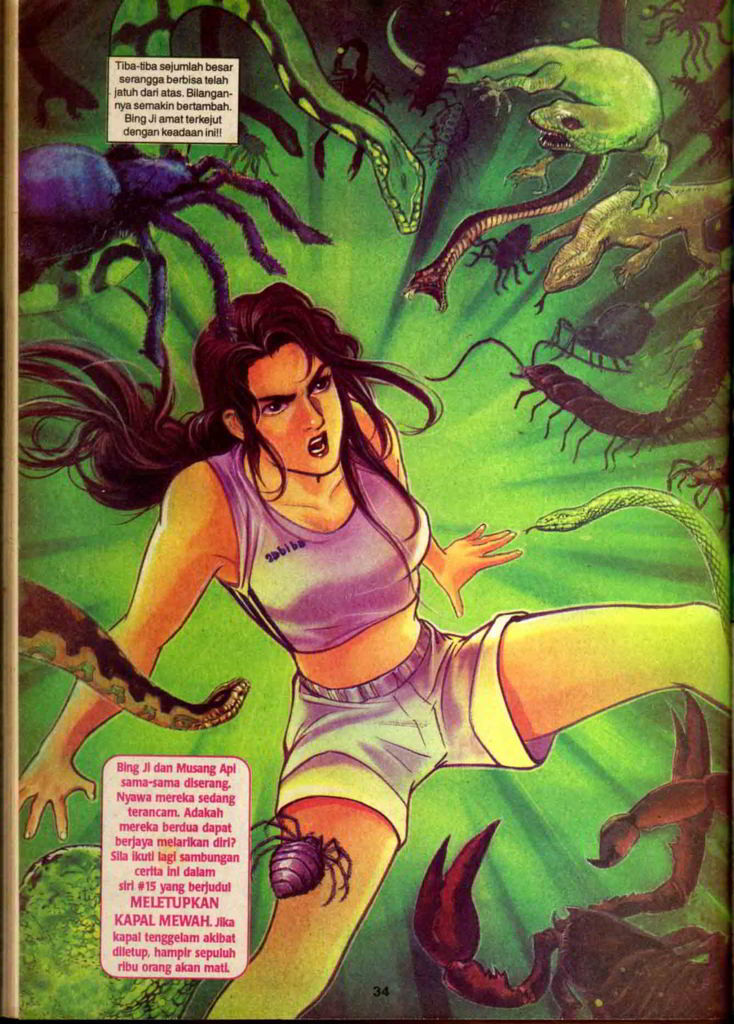 Tiba-tiba sejumlah besar
serangga berbisa telah
jatuh dari atas. Bilangan-
nya semakin bertambah.
Bing Ji amat terkejut
dengan keadaan ini!!
Bing Ji dan Musang Api
sama-sama diserang.
Nyawa mereka sedang
terancam. Adakah
mereka berdua dapat
berjaya melarikan diri?
Sila ikuti lagi sambungan
cerita ini dalam
siri #15 yang berjudul
MELETUPKAN
KAPAL MEWAH. Jika
kapal tenggelam akibat
diletup, hampir sepuluh
ribu orang akan mati.
34